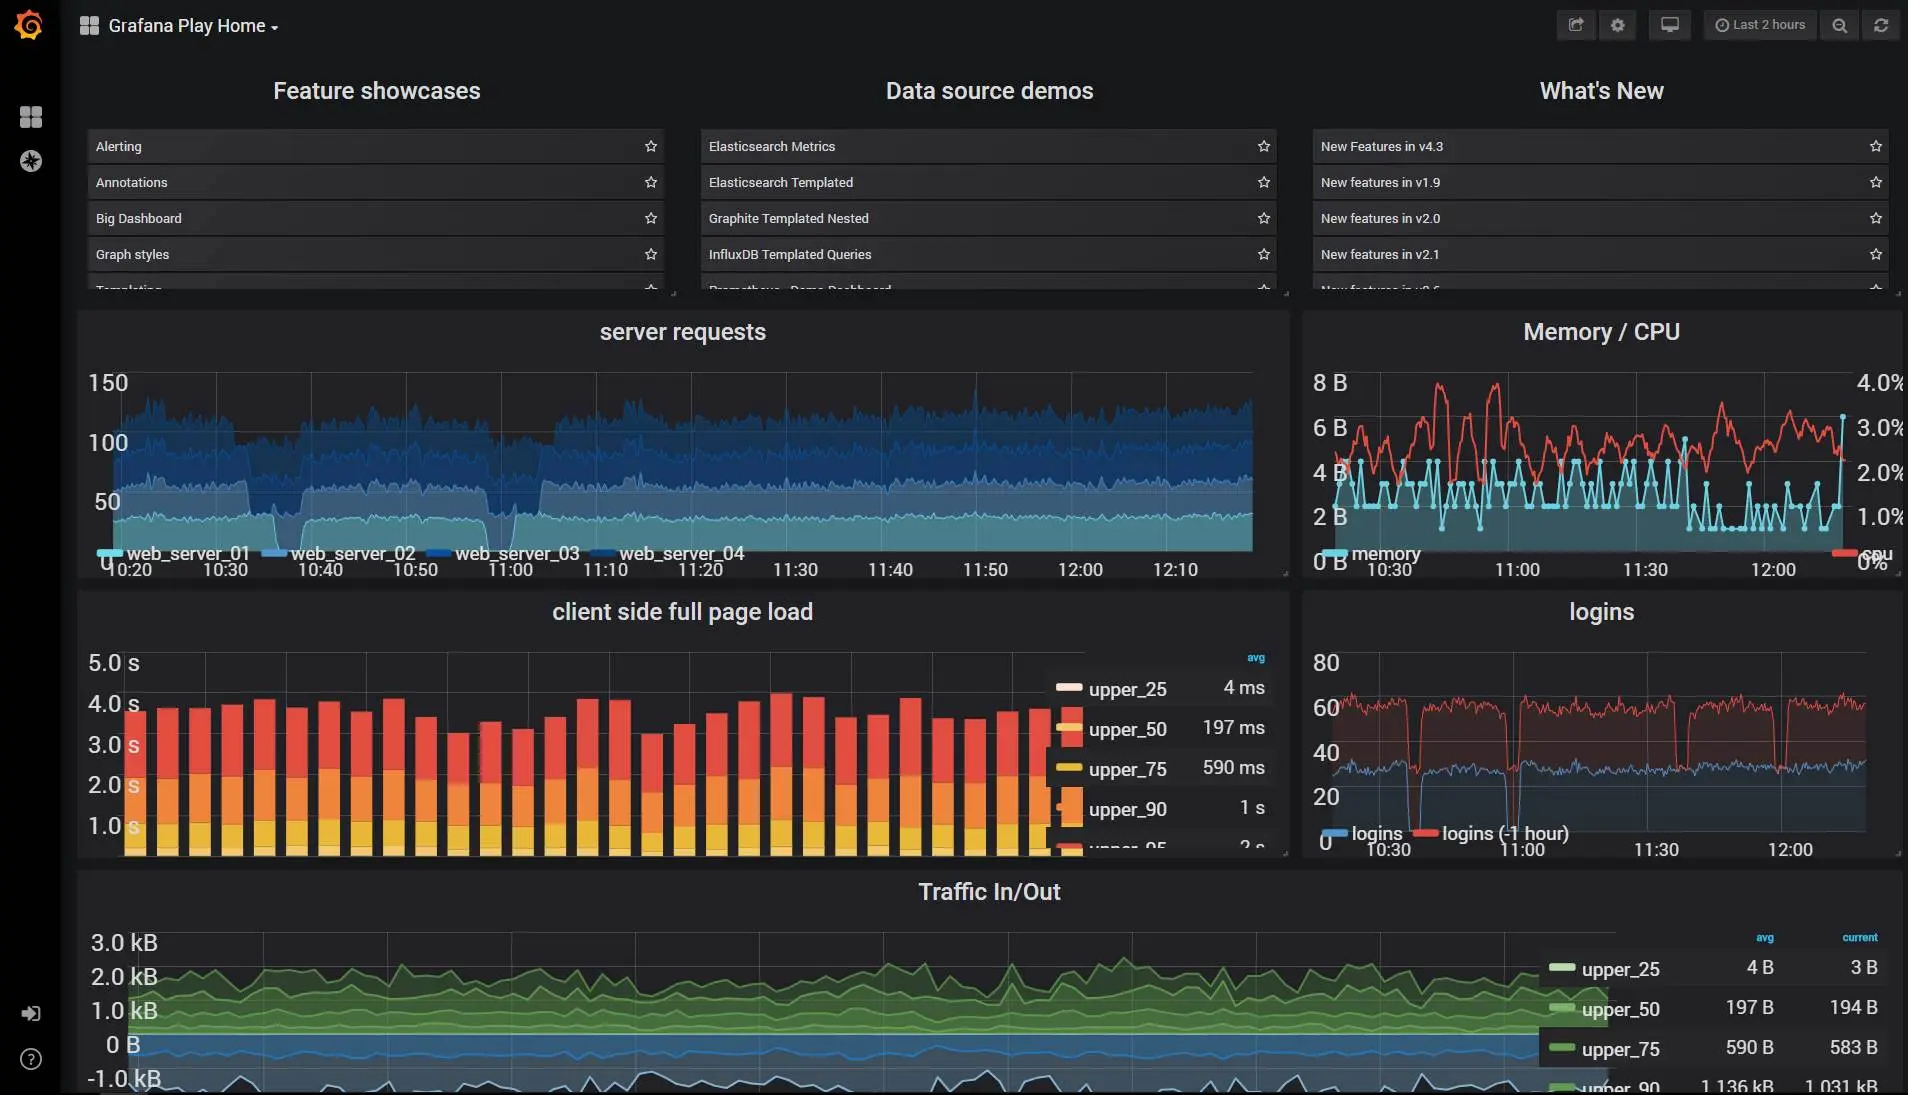 Grafana Play Home
Last 2 hours
Feature showcases
Alerting
Annotations
Big Dashboard
Graph styles
Templating
Data source demos
Elasticsearch Metrics
Elasticsearch Templated
Graphite Templated Nested
InfluxDB Templated Queries
Prometheus - Demo Dashboard
What's New
New Features in v4.3
New features in v1.9
New features in v2.0
New features in v2.1
New features in
server requests
150
100
50
0
web_server_01 web_server_02 web_server_03 web_server_04
10:20 10:30 10:40 10:50 11:00 11:10 11:20 11:30 11:40 11:50 12:00 12:10
Memory / CPU
8 B 4.0%
6 B 3.0%
4 B 2.0%
2 B 1.0%
0 B 0%
memory cpu
10:30 11:00 11:30 12:00
client side full page load
5.0 s
4.0 s
3.0 s
2.0 s
1.0 s
avg
upper_25 4 ms
upper_50 197 ms
upper_75 590 ms
upper_90 1 s
upper_95 2 s
logins
80
60
40
20
0
logins logins (-1 hour)
10:30 11:00 11:30 12:00
Traffic In/Out
3.0 kB
2.0 kB
1.0 kB
0 B
-1.0 kB
avg current
upper_25 4 B 3 B
upper_50 197 B 194 B
upper_75 590 B 583 B
upper_90 1.136 kB 1.031 kB